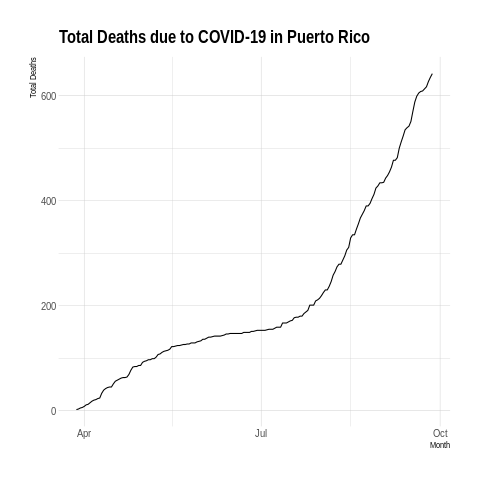 Total Deaths due to COVID-19 in Puerto Rico
Total Deaths
600
400
200
0
Apr Jul Oct
Month